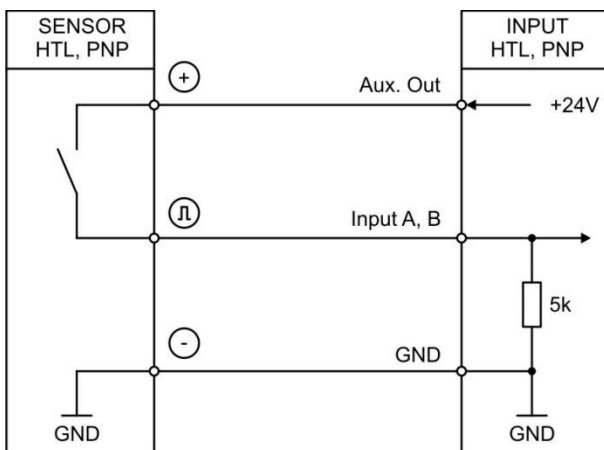 SENSOR
HTL, PNP
INPUT
HTL, PNP
+
Aux. Out
+24V
Input A, B
5k
-
GND
GND
GND